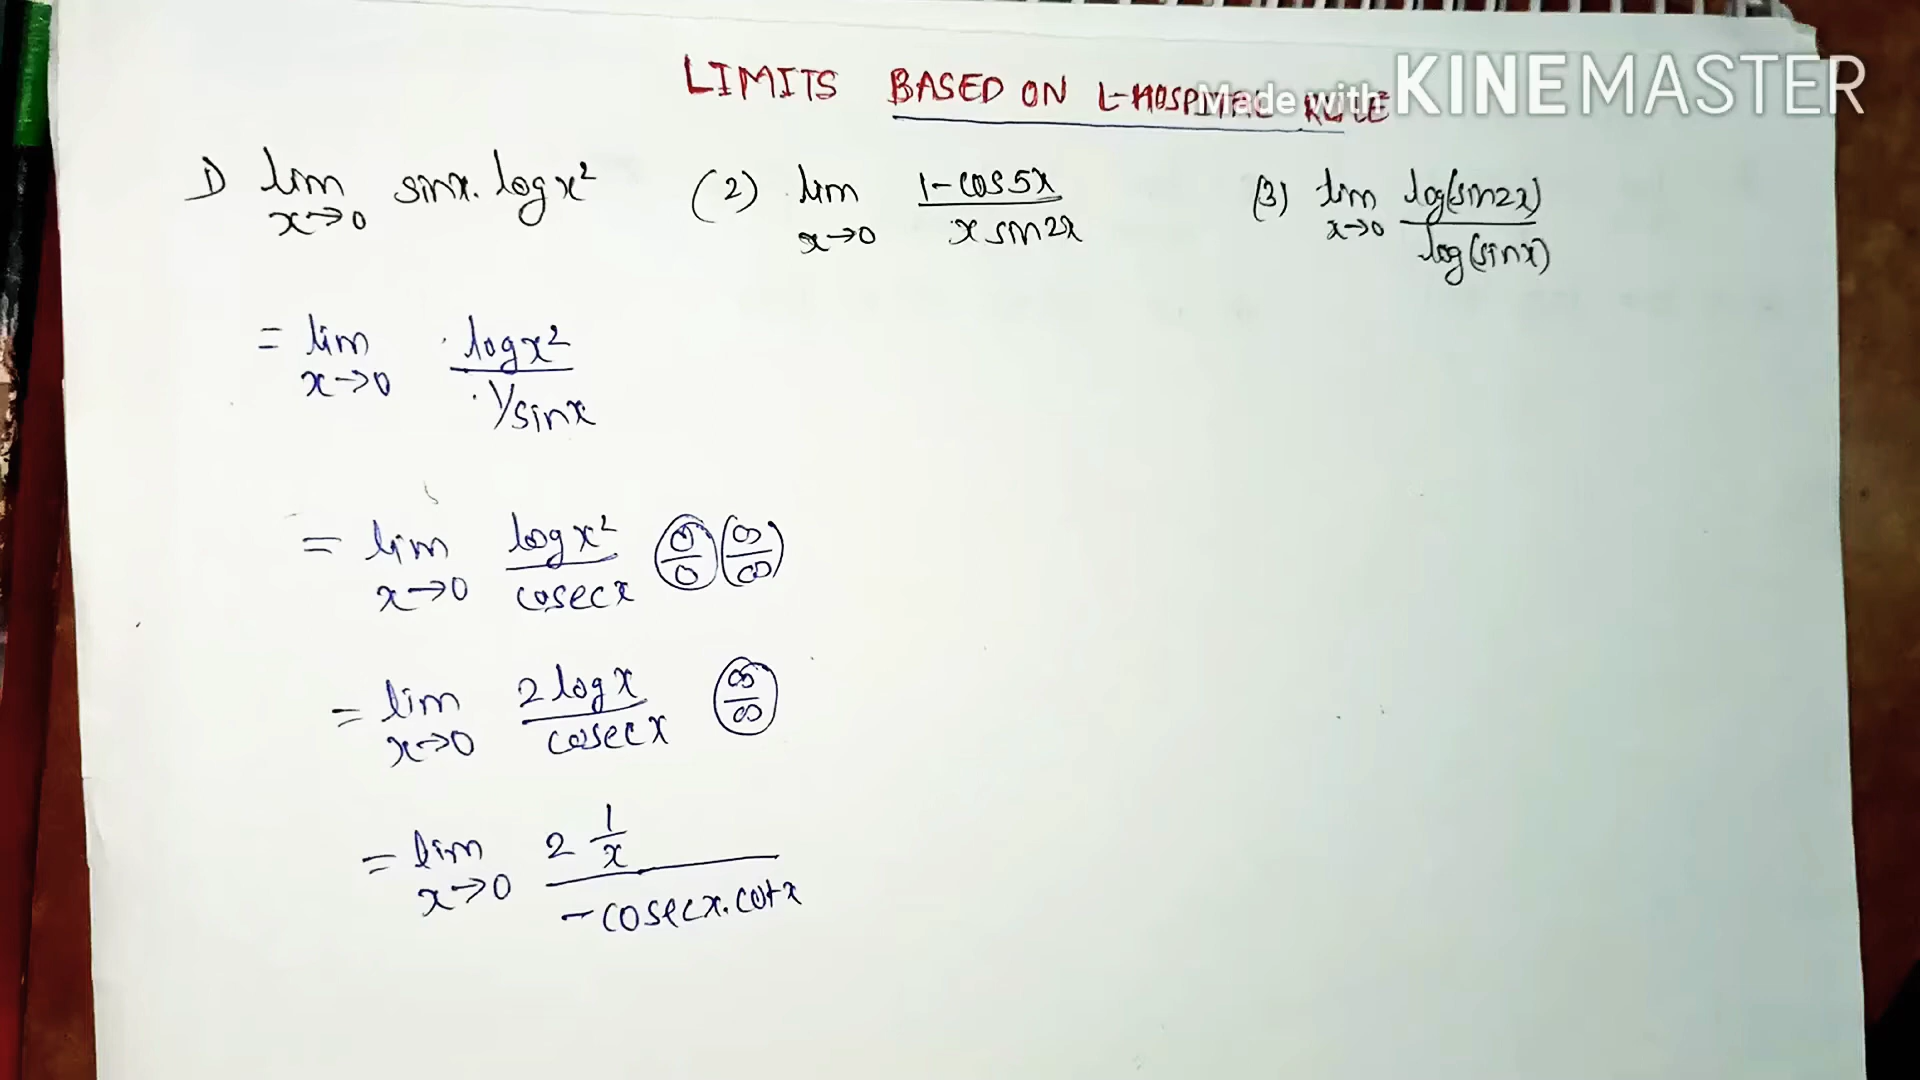 LIMITS BASED ON L-HOSPITAL RULE
Made with KINEMASTER
1) lim x→0 sinx. log x²
(2) lim x→0 1-cos5x / x sin2x
(3) lim x→0 log(sin2x) / log(sinx)
= lim x→0 log x² / 1/sinx
= lim x→0 log x² / cosecx (0/0) (∞/∞)
= lim x→0 2 log x / cosecx (∞/∞)
= lim x→0 2 1/x / -cosecx.cotx